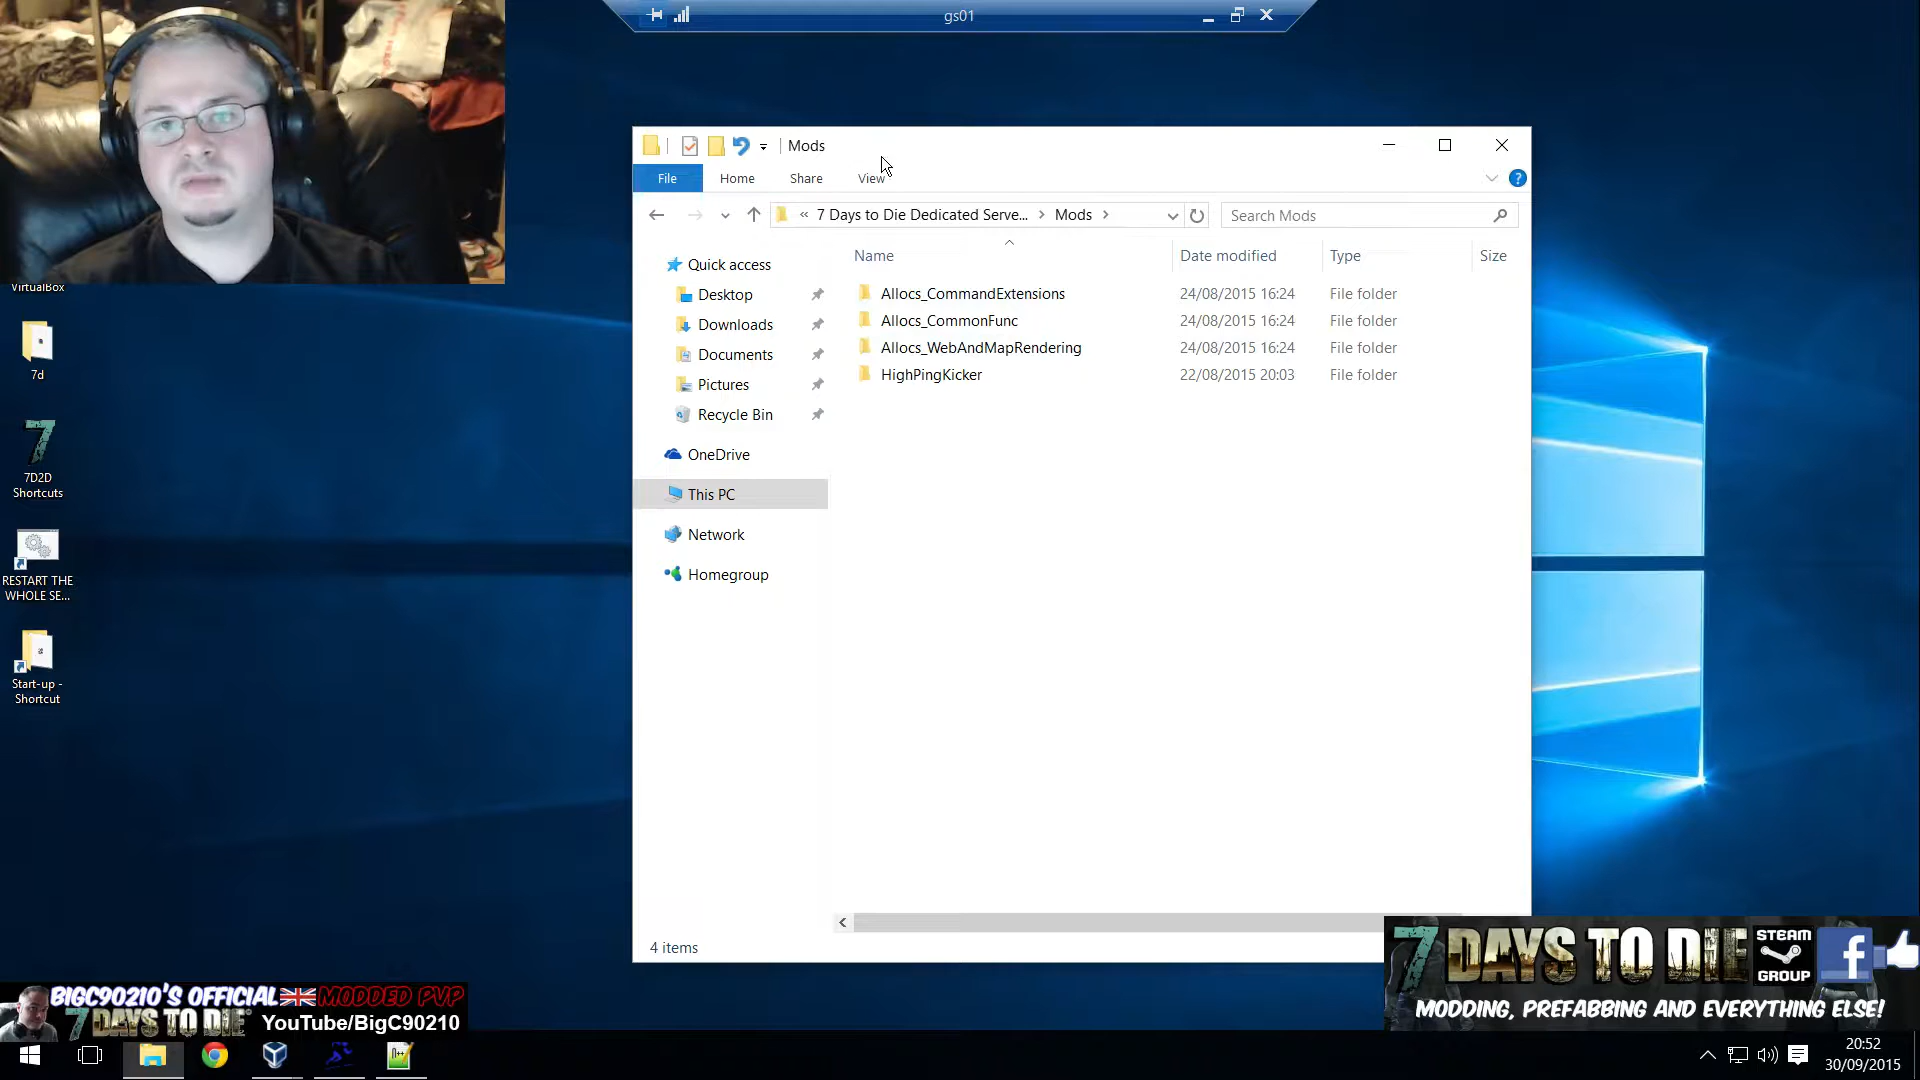 gs01
Mods
File
Home
Share
View
« 7 Days to Die Dedicated Serve... > Mods >
Search Mods
Name
Date modified
Type
Size
Quick access
Desktop
Downloads
Documents
Pictures
Recycle Bin
OneDrive
This PC
Network
Homegroup
Allocs_CommandExtensions 24/08/2015 16:24 File folder
Allocs_CommonFunc 24/08/2015 16:24 File folder
Allocs_WebAndMapRendering 24/08/2015 16:24 File folder
HighPingKicker 22/08/2015 20:03 File folder
4 items
VirtualBox
7d
7D2D
Shortcuts
RESTART THE
WHOLE SE...
Start-up -
Shortcut
BIGC90210'S OFFICIAL MODDED PVP
7 DAYS TO DIE YouTube/BigC90210
7 DAYS TO DIE
STEAM
GROUP
MODDING, PREFABBING AND EVERYTHING ELSE!
20:52
30/09/2015